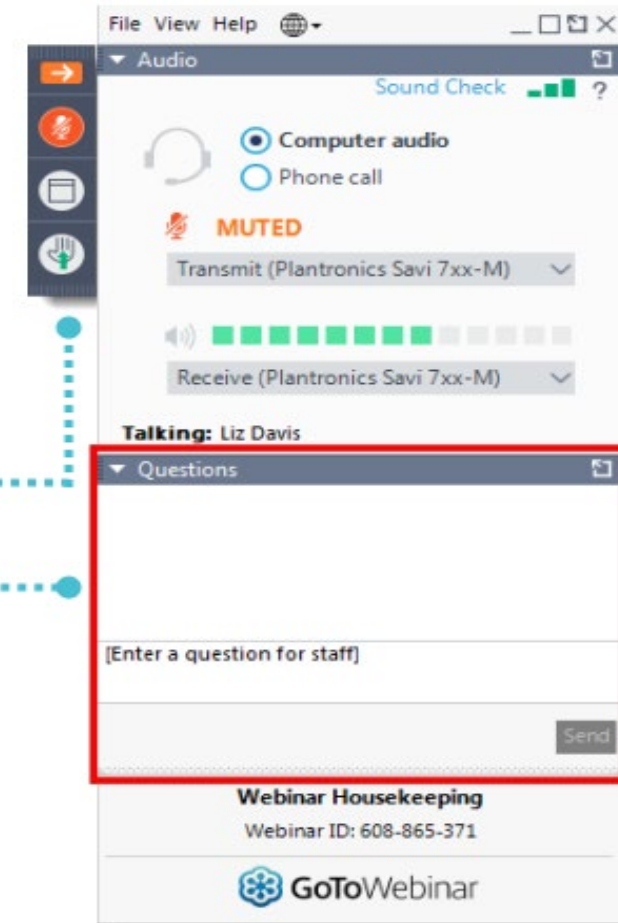 File View Help
Audio
Sound Check ?
Computer audio
Phone call
MUTED
Transmit (Plantronics Savi 7xx-M)
Receive (Plantronics Savi 7xx-M)
Talking: Liz Davis
Questions
[Enter a question for staff]
Send
Webinar Housekeeping
Webinar ID: 608-865-371
GoToWebinar